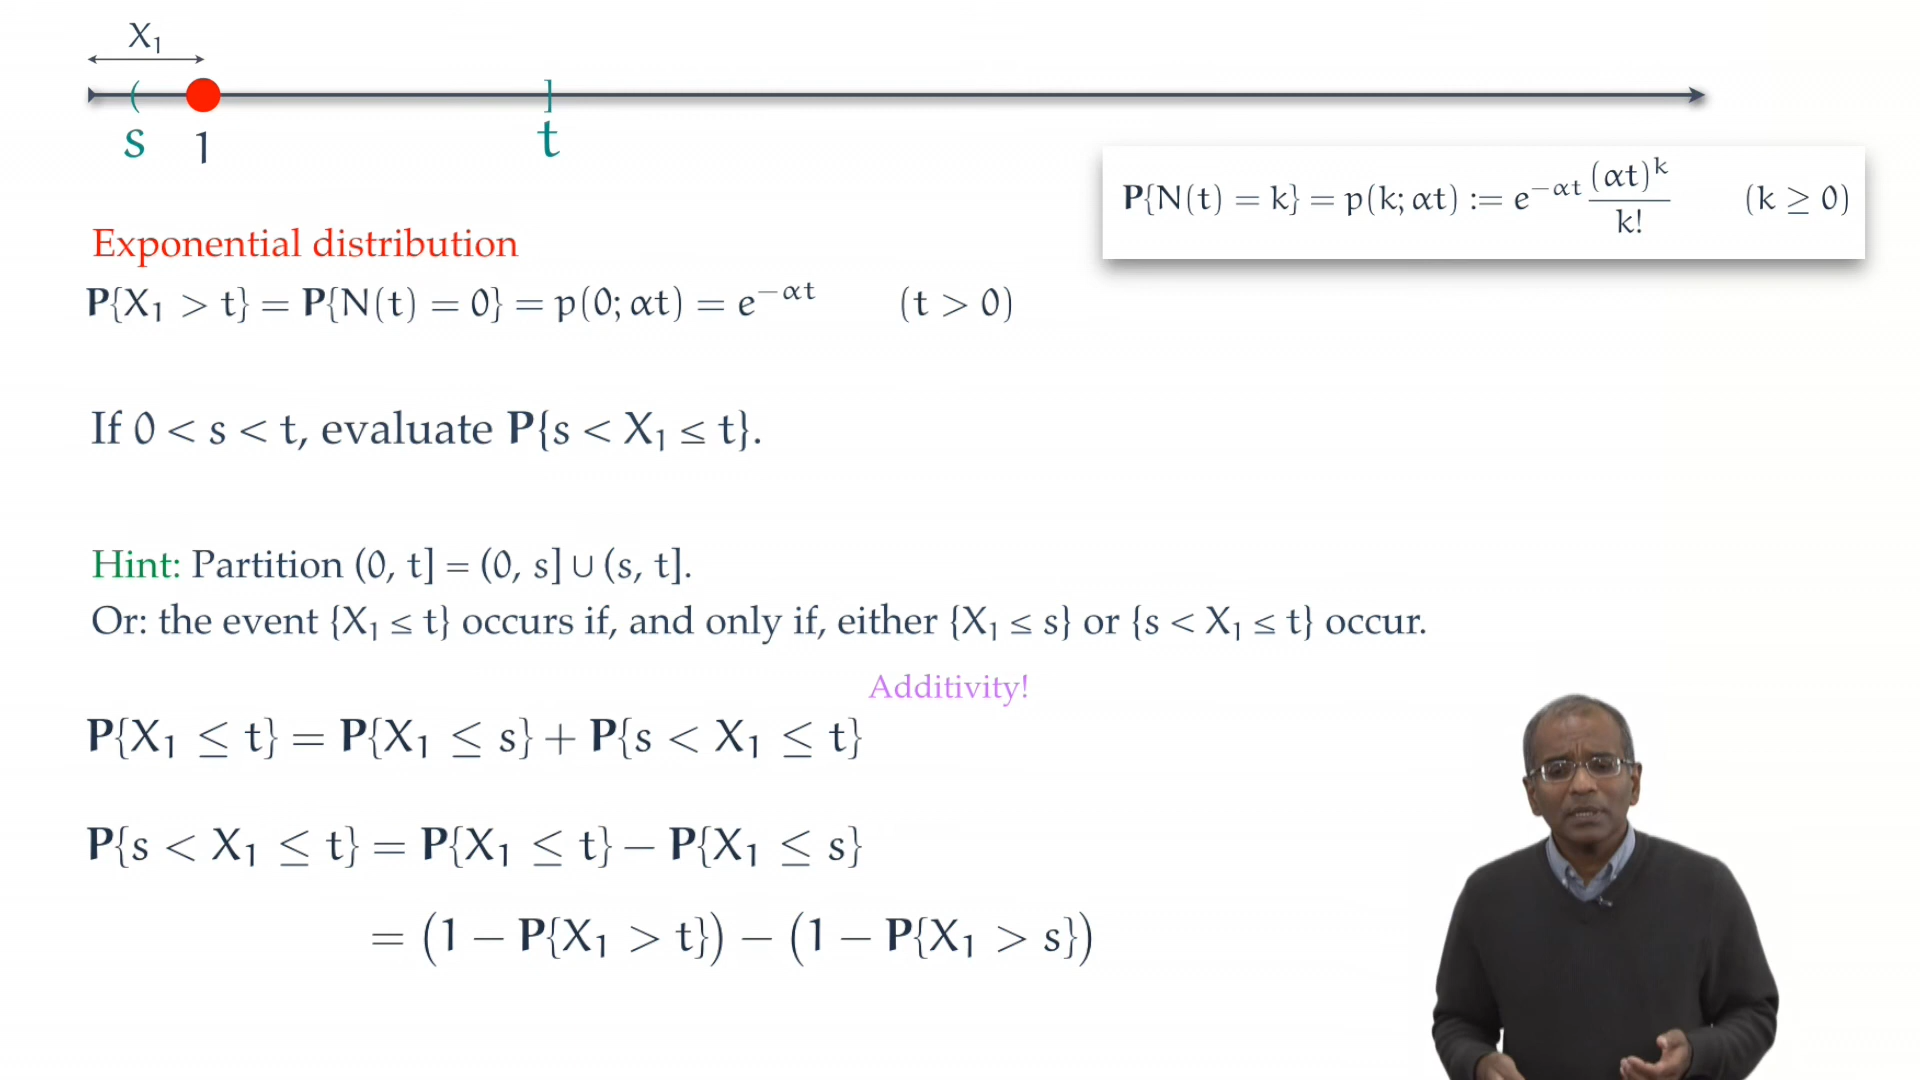 X₁
( ]
s 1 t
P{N(t) = k} = p(k; αt) := e^{−αt} (αt)^k / k! (k ≥ 0)
Exponential distribution
P{X₁ > t} = P{N(t) = 0} = p(0; αt) = e^{−αt} (t > 0)
If 0 < s < t, evaluate P{s < X₁ ≤ t}.
Hint: Partition (0, t] = (0, s] ∪ (s, t].
Or: the event {X₁ ≤ t} occurs if, and only if, either {X₁ ≤ s} or {s < X₁ ≤ t} occur.
Additivity!
P{X₁ ≤ t} = P{X₁ ≤ s} + P{s < X₁ ≤ t}
P{s < X₁ ≤ t} = P{X₁ ≤ t} − P{X₁ ≤ s}
= (1 − P{X₁ > t}) − (1 − P{X₁ > s})